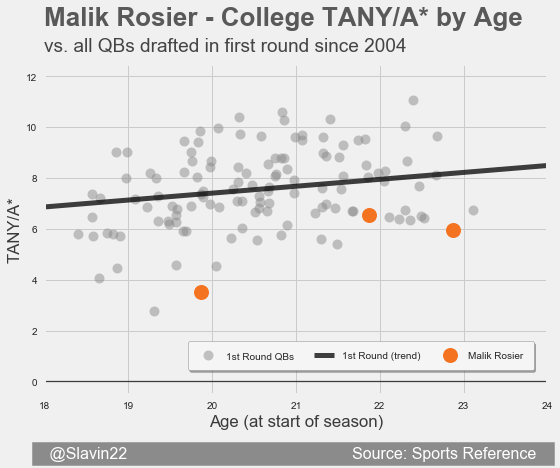 Malik Rosier - College TANY/A* by Age
vs. all QBs drafted in first round since 2004
12
10
8
6
4
2
0
TANY/A*
1st Round QBs
1st Round (trend)
Malik Rosier
18 19 20 21 22 23 24
Age (at start of season)
@Slavin22
Source: Sports Reference